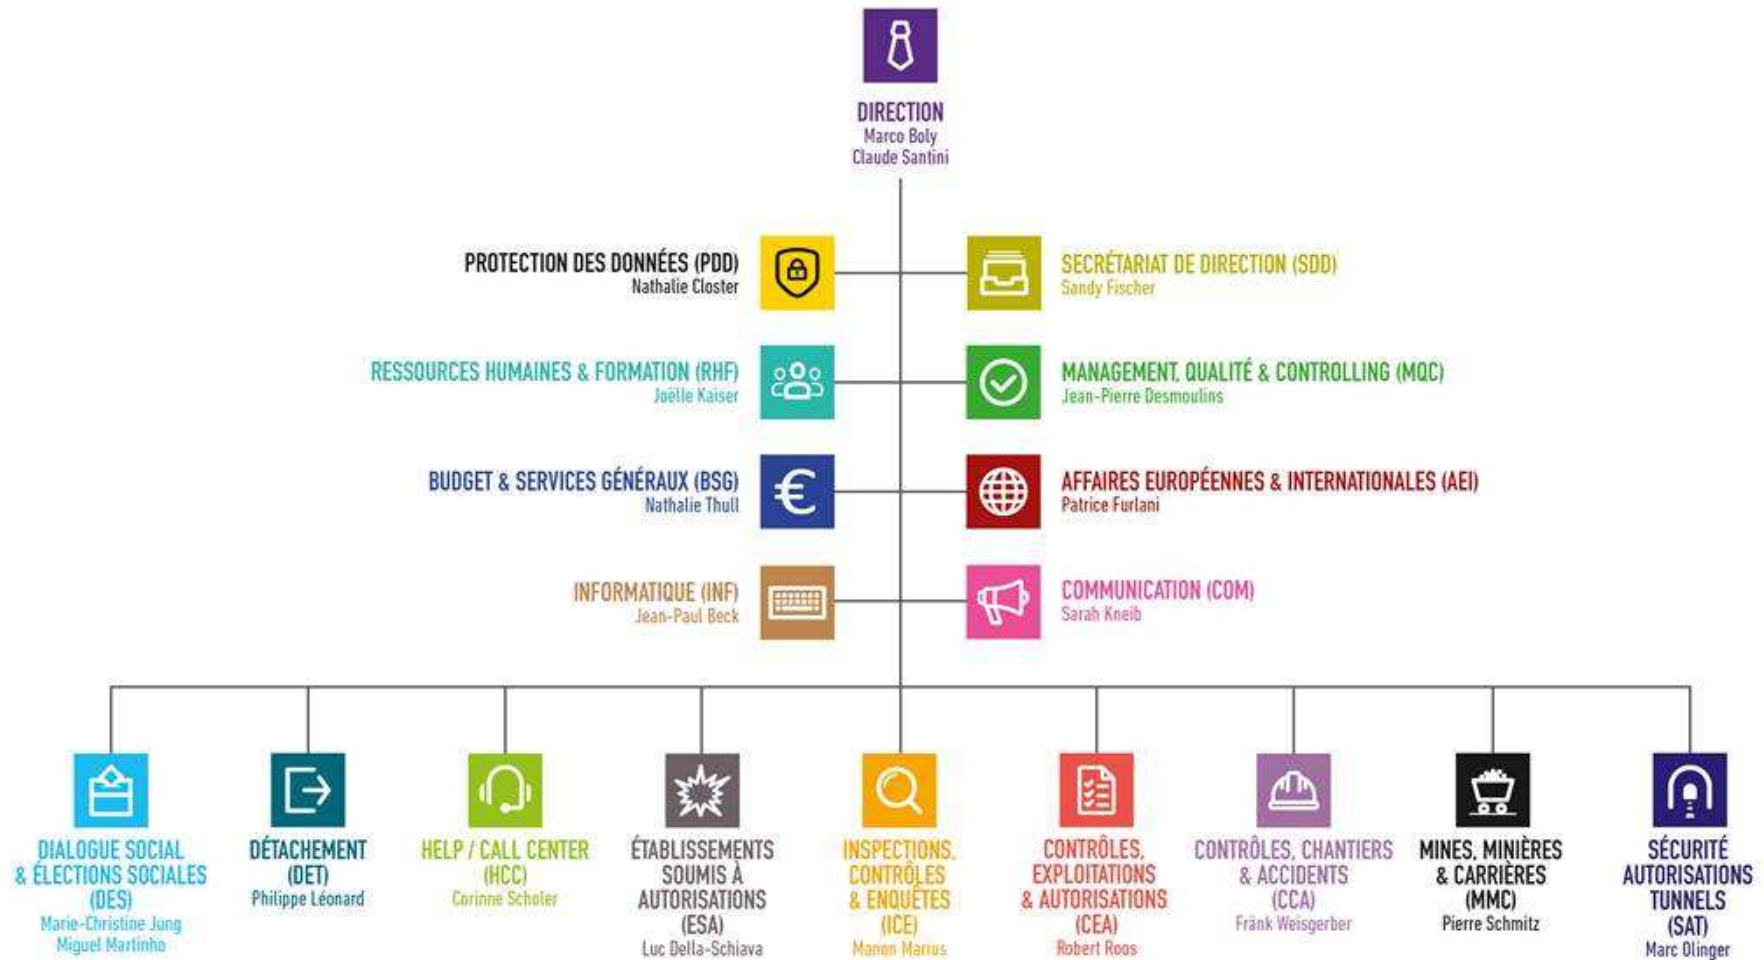 DIRECTION
Marco Boly
Claude Santini
PROTECTION DES DONNÉES (PDD)
Nathalie Closter
SECRÉTARIAT DE DIRECTION (SDD)
Sandy Fischer
RESSOURCES HUMAINES & FORMATION (RHF)
Joëlle Kaiser
MANAGEMENT, QUALITÉ & CONTROLLING (MQC)
Jean-Pierre Desmoulins
BUDGET & SERVICES GÉNÉRAUX (BSG)
Nathalie Thull
AFFAIRES EUROPÉENNES & INTERNATIONALES (AEI)
Patrice Furlani
INFORMATIQUE (INF)
Jean-Paul Beck
COMMUNICATION (COM)
Sarah Kneib
DIALOGUE SOCIAL
& ÉLECTIONS SOCIALES
(DES)
Marie-Christine Jung
Miguel Martinho
DÉTACHEMENT
(DET)
Philippe Léonard
HELP / CALL CENTER
(HCC)
Corinne Scholer
ÉTABLISSEMENTS
SOUMIS À
AUTORISATIONS
(ESA)
Luc Della-Schiava
INSPECTIONS,
CONTRÔLES
& ENQUÊTES
(ICE)
Manon Marrus
CONTRÔLES,
EXPLOITATIONS
& AUTORISATIONS
(CEA)
Robert Roos
CONTRÔLES, CHANTIERS
& ACCIDENTS
(CCA)
Fränk Weisgerber
MINES, MINIÈRES
& CARRIÈRES
(MMC)
Pierre Schmitz
SÉCURITÉ
AUTORISATIONS
TUNNELS
(SAT)
Marc Olinger